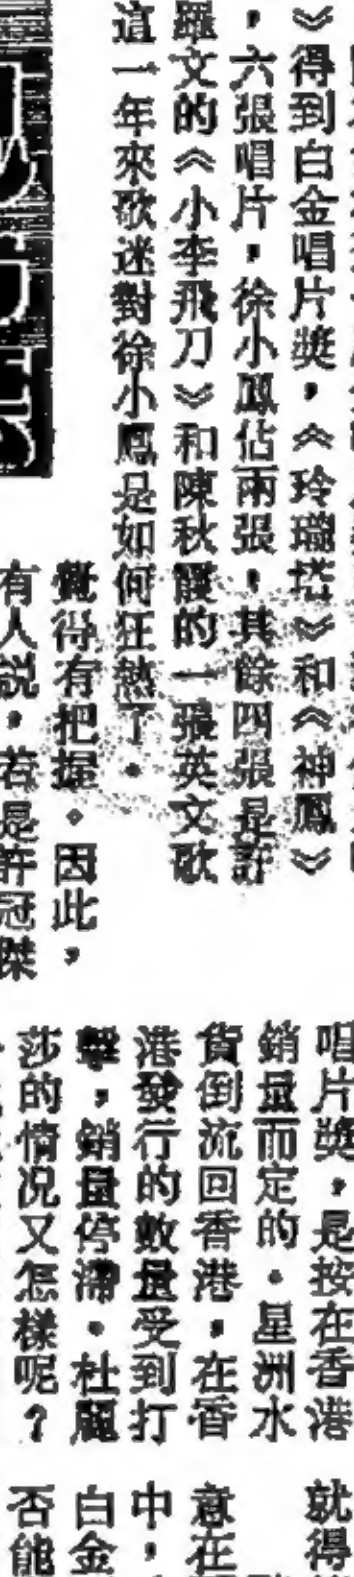 》得到白金唱片獎，《玲瓏塔》和《神鳳》
，六張唱片，徐小鳳佔兩張，其餘四張是許
羅文的《小李飛刀》和陳秋霞的一張英文歌
這一年來歌迷對徐小鳳是如何狂熱了。
覺得有把握。因此，
有人說，若是許冠傑
唱片獎，是按在香港
銷量而定的。星洲水
貨倒流回香港，在香
港發行的數量受到打
擊，銷量停滯。杜麗
莎的情况又怎樣呢？
就得
意在
中，
白金
否能